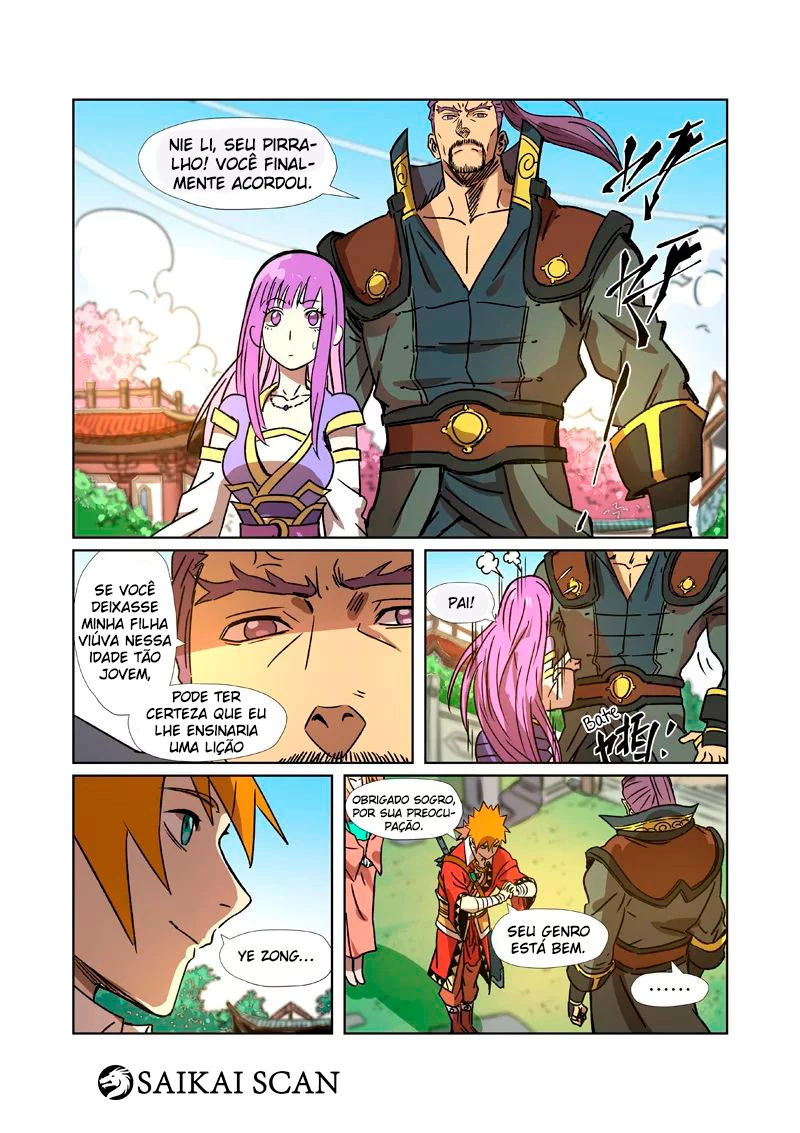 NIE LI, SEU PIRRA-
LHO! VOCÊ FINAL-
MENTE ACORDOU.
SE VOCÊ
DEIXASSE
MINHA FILHA
VIÚVA NESSA
IDADE TÃO
JOVEM,
PODE TER
CERTEZA QUE EU
LHE ENSINARIA
UMA LIÇÃO
PAI!
Bate
YE ZONG...
OBRIGADO SOGRO,
POR SUA PREOCU-
PAÇÃO.
SEU GENRO
ESTÁ BEM.
......
SAIKAI SCAN